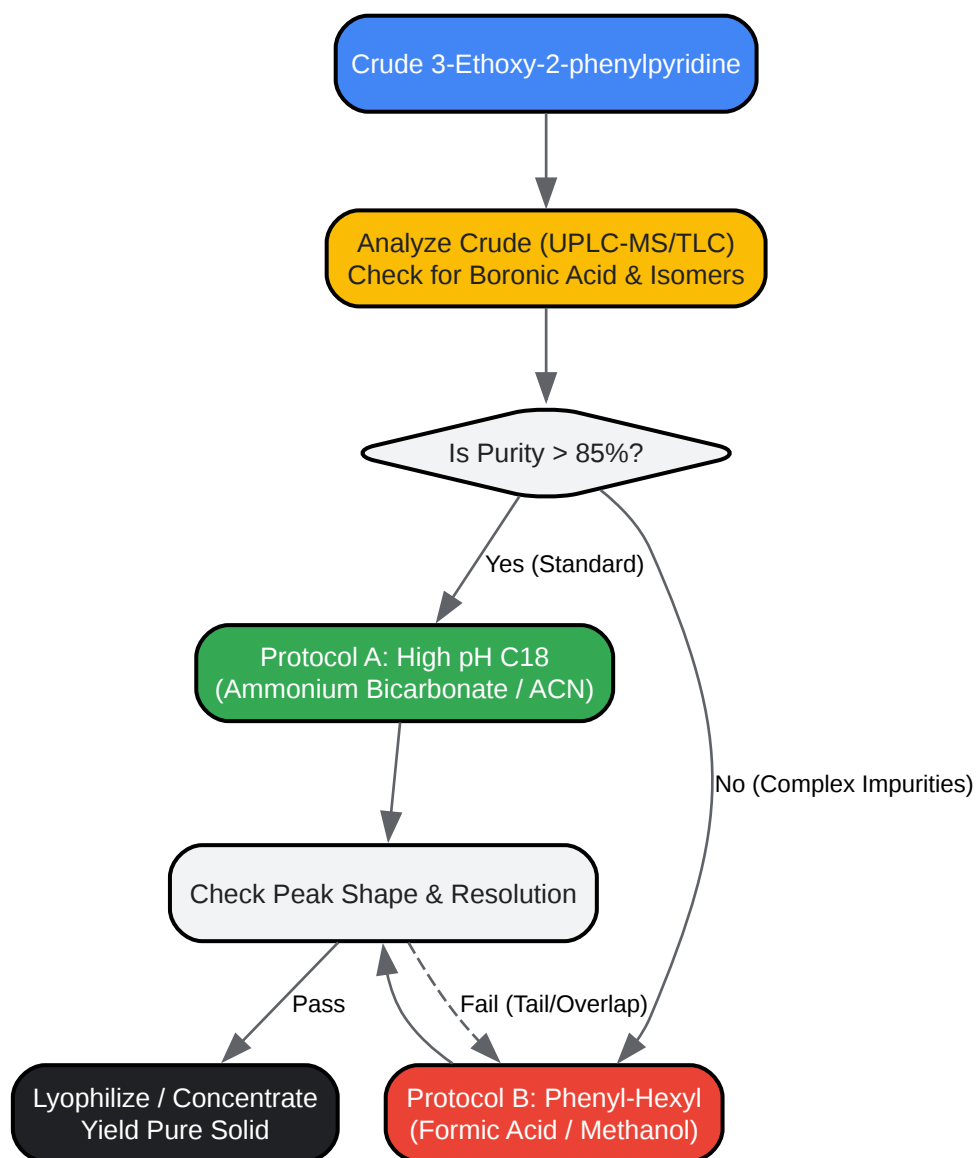 Crude 3-Ethoxy-2-phenylpyridine
Analyze Crude (UPLC-MS/TLC)
Check for Boronic Acid & Isomers
Is Purity > 85%?
Yes (Standard)
Protocol A: High pH C18
(Ammonium Bicarbonate / ACN)
No (Complex Impurities)
Check Peak Shape & Resolution
Pass
Fail (Tail/Overlap)
Lyophilize / Concentrate
Yield Pure Solid
Protocol B: Phenyl-Hexyl
(Formic Acid / Methanol)